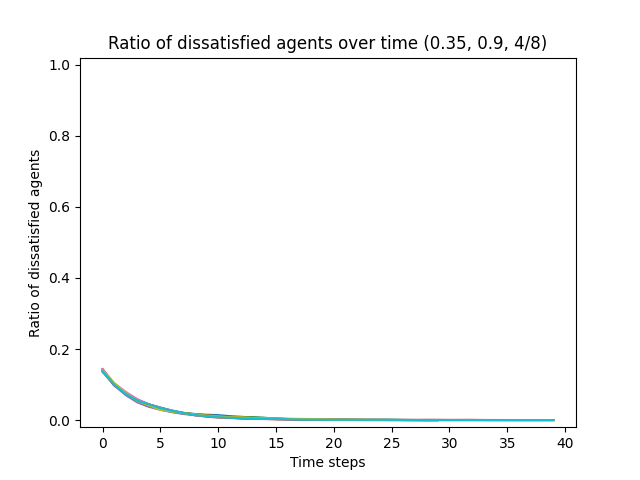 Ratio of dissatisfied agents over time (0.35, 0.9, 4/8)
1.0
0.8
0.6
0.4
0.2
0.0
Ratio of dissatisfied agents
0 5 10 15 20 25 30 35 40
Time steps